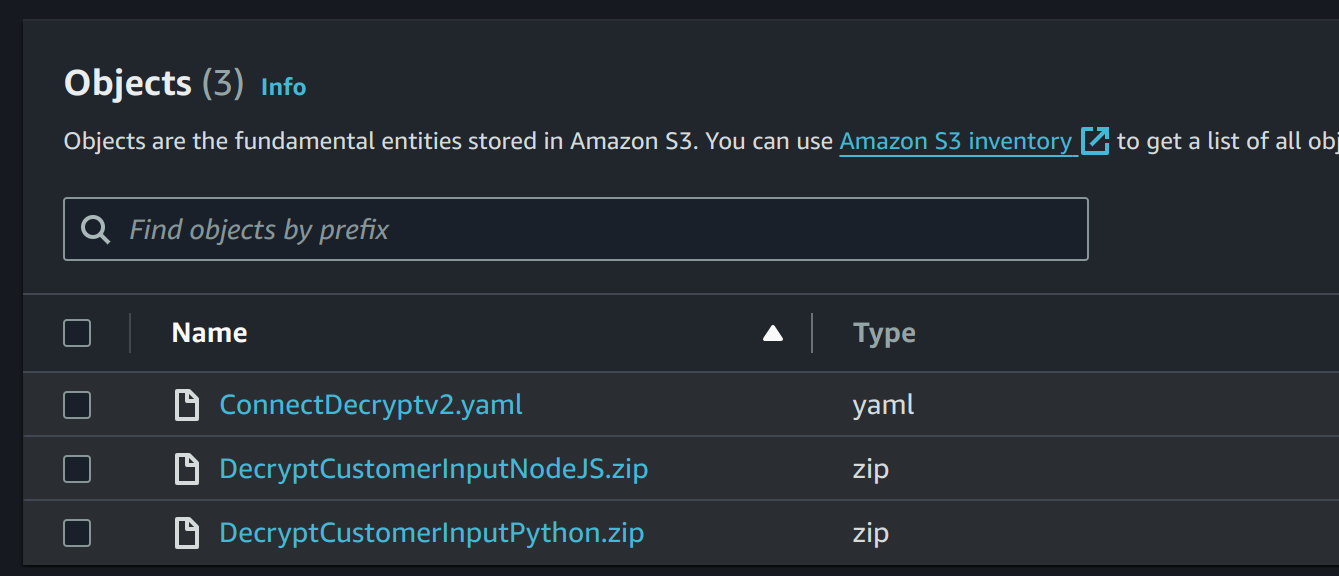 Objects (3) Info
Objects are the fundamental entities stored in Amazon S3. You can use Amazon S3 inventory to get a list of all
Find objects by prefix
Name Type
ConnectDecryptv2.yaml yaml
DecryptCustomerInputNodeJS.zip zip
DecryptCustomerInputPython.zip zip